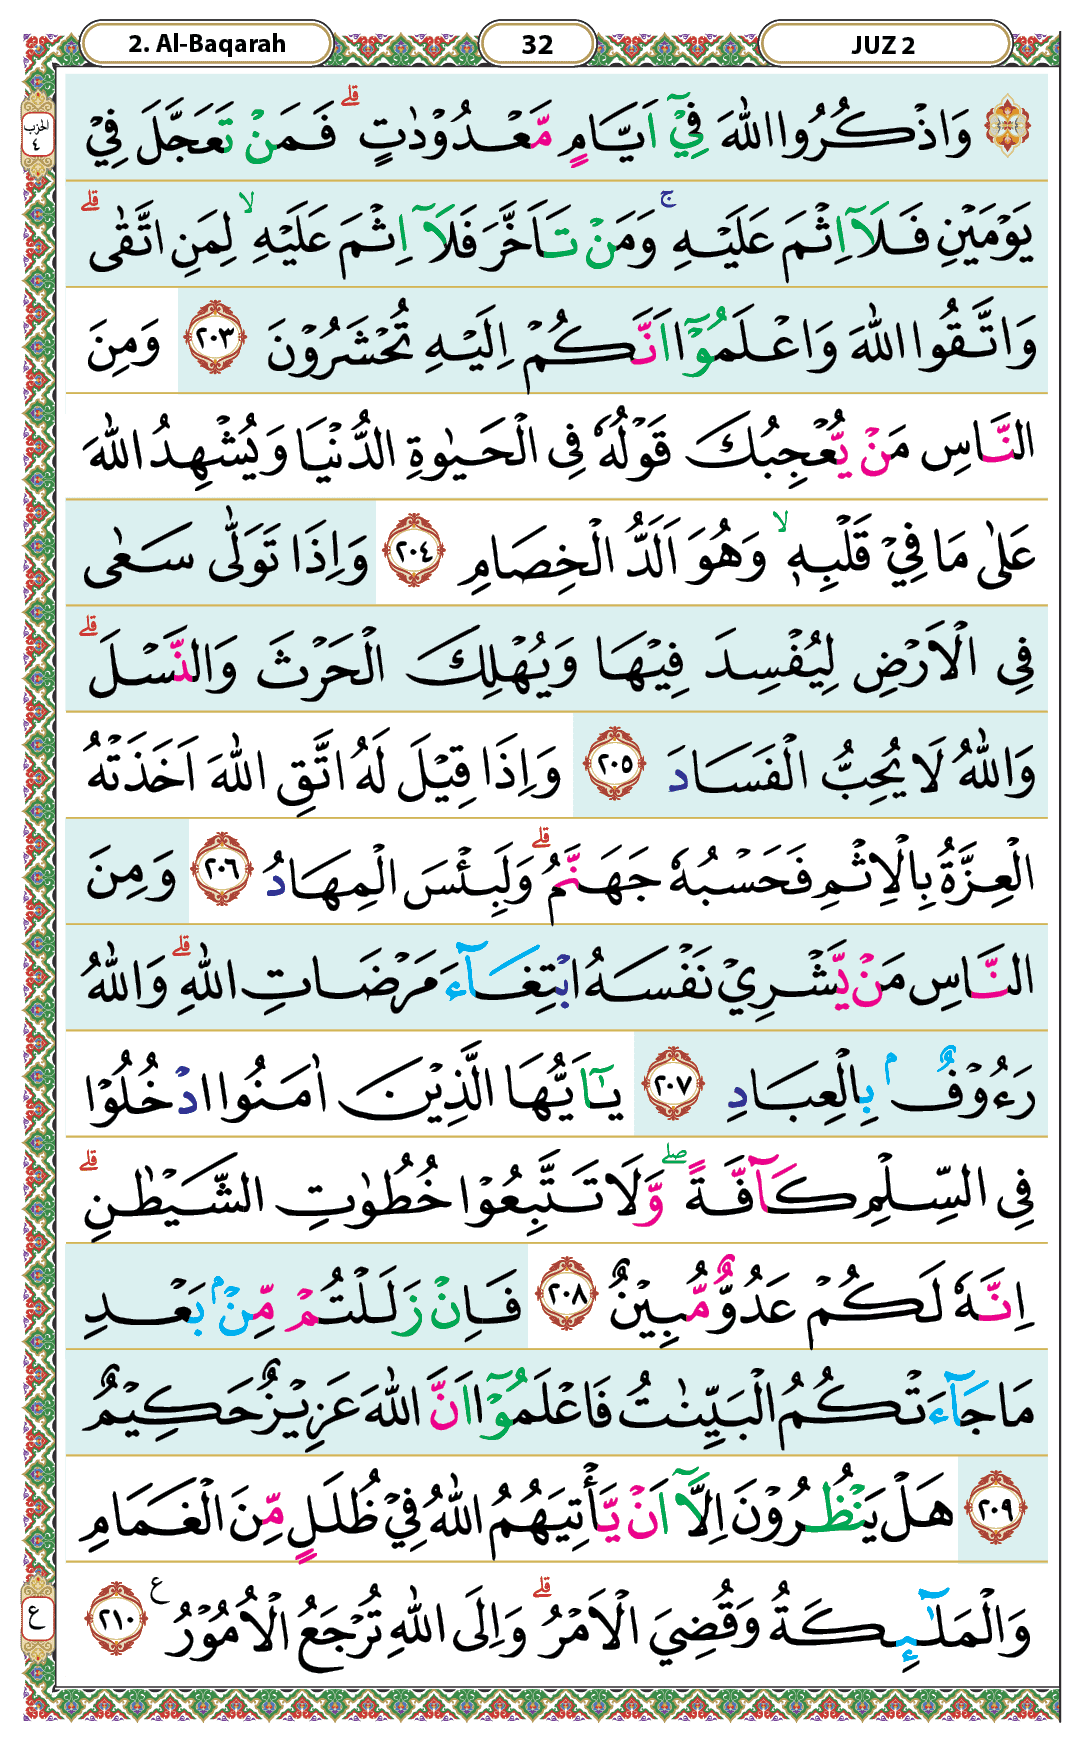 2. Al-Baqarah
32
JUZ 2
الحزب ٤
وَاذْكُرُوا اللّٰهَ فِيْٓ اَيَّامٍ مَّعْدُوْدٰتٍ ۗ فَمَنْ تَعَجَّلَ فِيْ
يَوْمَيْنِ فَلَآ اِثْمَ عَلَيْهِ ۚ وَمَنْ تَاَخَّرَ فَلَآ اِثْمَ عَلَيْهِ ۙ لِمَنِ اتَّقٰى ۗ
وَاتَّقُوا اللّٰهَ وَاعْلَمُوْٓا اَنَّكُمْ اِلَيْهِ تُحْشَرُوْنَ ٢٠٣ وَمِنَ
النَّاسِ مَنْ يُّعْجِبُكَ قَوْلُهٗ فِى الْحَيٰوةِ الدُّنْيَا وَيُشْهِدُ اللّٰهَ
عَلٰى مَا فِيْ قَلْبِهٖ ۙ وَهُوَ اَلَدُّ الْخِصَامِ ٢٠٤ وَاِذَا تَوَلّٰى سَعٰى
فِى الْاَرْضِ لِيُفْسِدَ فِيْهَا وَيُهْلِكَ الْحَرْثَ وَالنَّسْلَ ۗ
وَاللّٰهُ لَا يُحِبُّ الْفَسَادَ ٢٠٥ وَاِذَا قِيْلَ لَهُ اتَّقِ اللّٰهَ اَخَذَتْهُ
الْعِزَّةُ بِالْاِثْمِ فَحَسْبُهٗ جَهَنَّمُ ۗ وَلَبِئْسَ الْمِهَادُ ٢٠٦ وَمِنَ
النَّاسِ مَنْ يَّشْرِيْ نَفْسَهُ ابْتِغَاۤءَ مَرْضَاتِ اللّٰهِ ۗ وَاللّٰهُ
رَءُوْفٌۢ بِالْعِبَادِ ٢٠٧ يٰٓاَيُّهَا الَّذِيْنَ اٰمَنُوا ادْخُلُوْا
فِى السِّلْمِ كَاۤفَّةً ۖ وَّلَا تَتَّبِعُوْا خُطُوٰتِ الشَّيْطٰنِ ۗ
اِنَّهٗ لَكُمْ عَدُوٌّ مُّبِيْنٌ ٢٠٨ فَاِنْ زَلَلْتُمْ مِّنْۢ بَعْدِ
مَا جَاۤءَتْكُمُ الْبَيِّنٰتُ فَاعْلَمُوْٓا اَنَّ اللّٰهَ عَزِيْزٌ حَكِيْمٌ
٢٠٩ هَلْ يَنْظُرُوْنَ اِلَّآ اَنْ يَّأْتِيَهُمُ اللّٰهُ فِيْ ظُلَلٍ مِّنَ الْغَمَامِ
وَالْمَلٰۤىِٕكَةُ وَقُضِيَ الْاَمْرُ ۗ وَاِلَى اللّٰهِ تُرْجَعُ الْاُمُوْرُ ع ٢١٠
ع